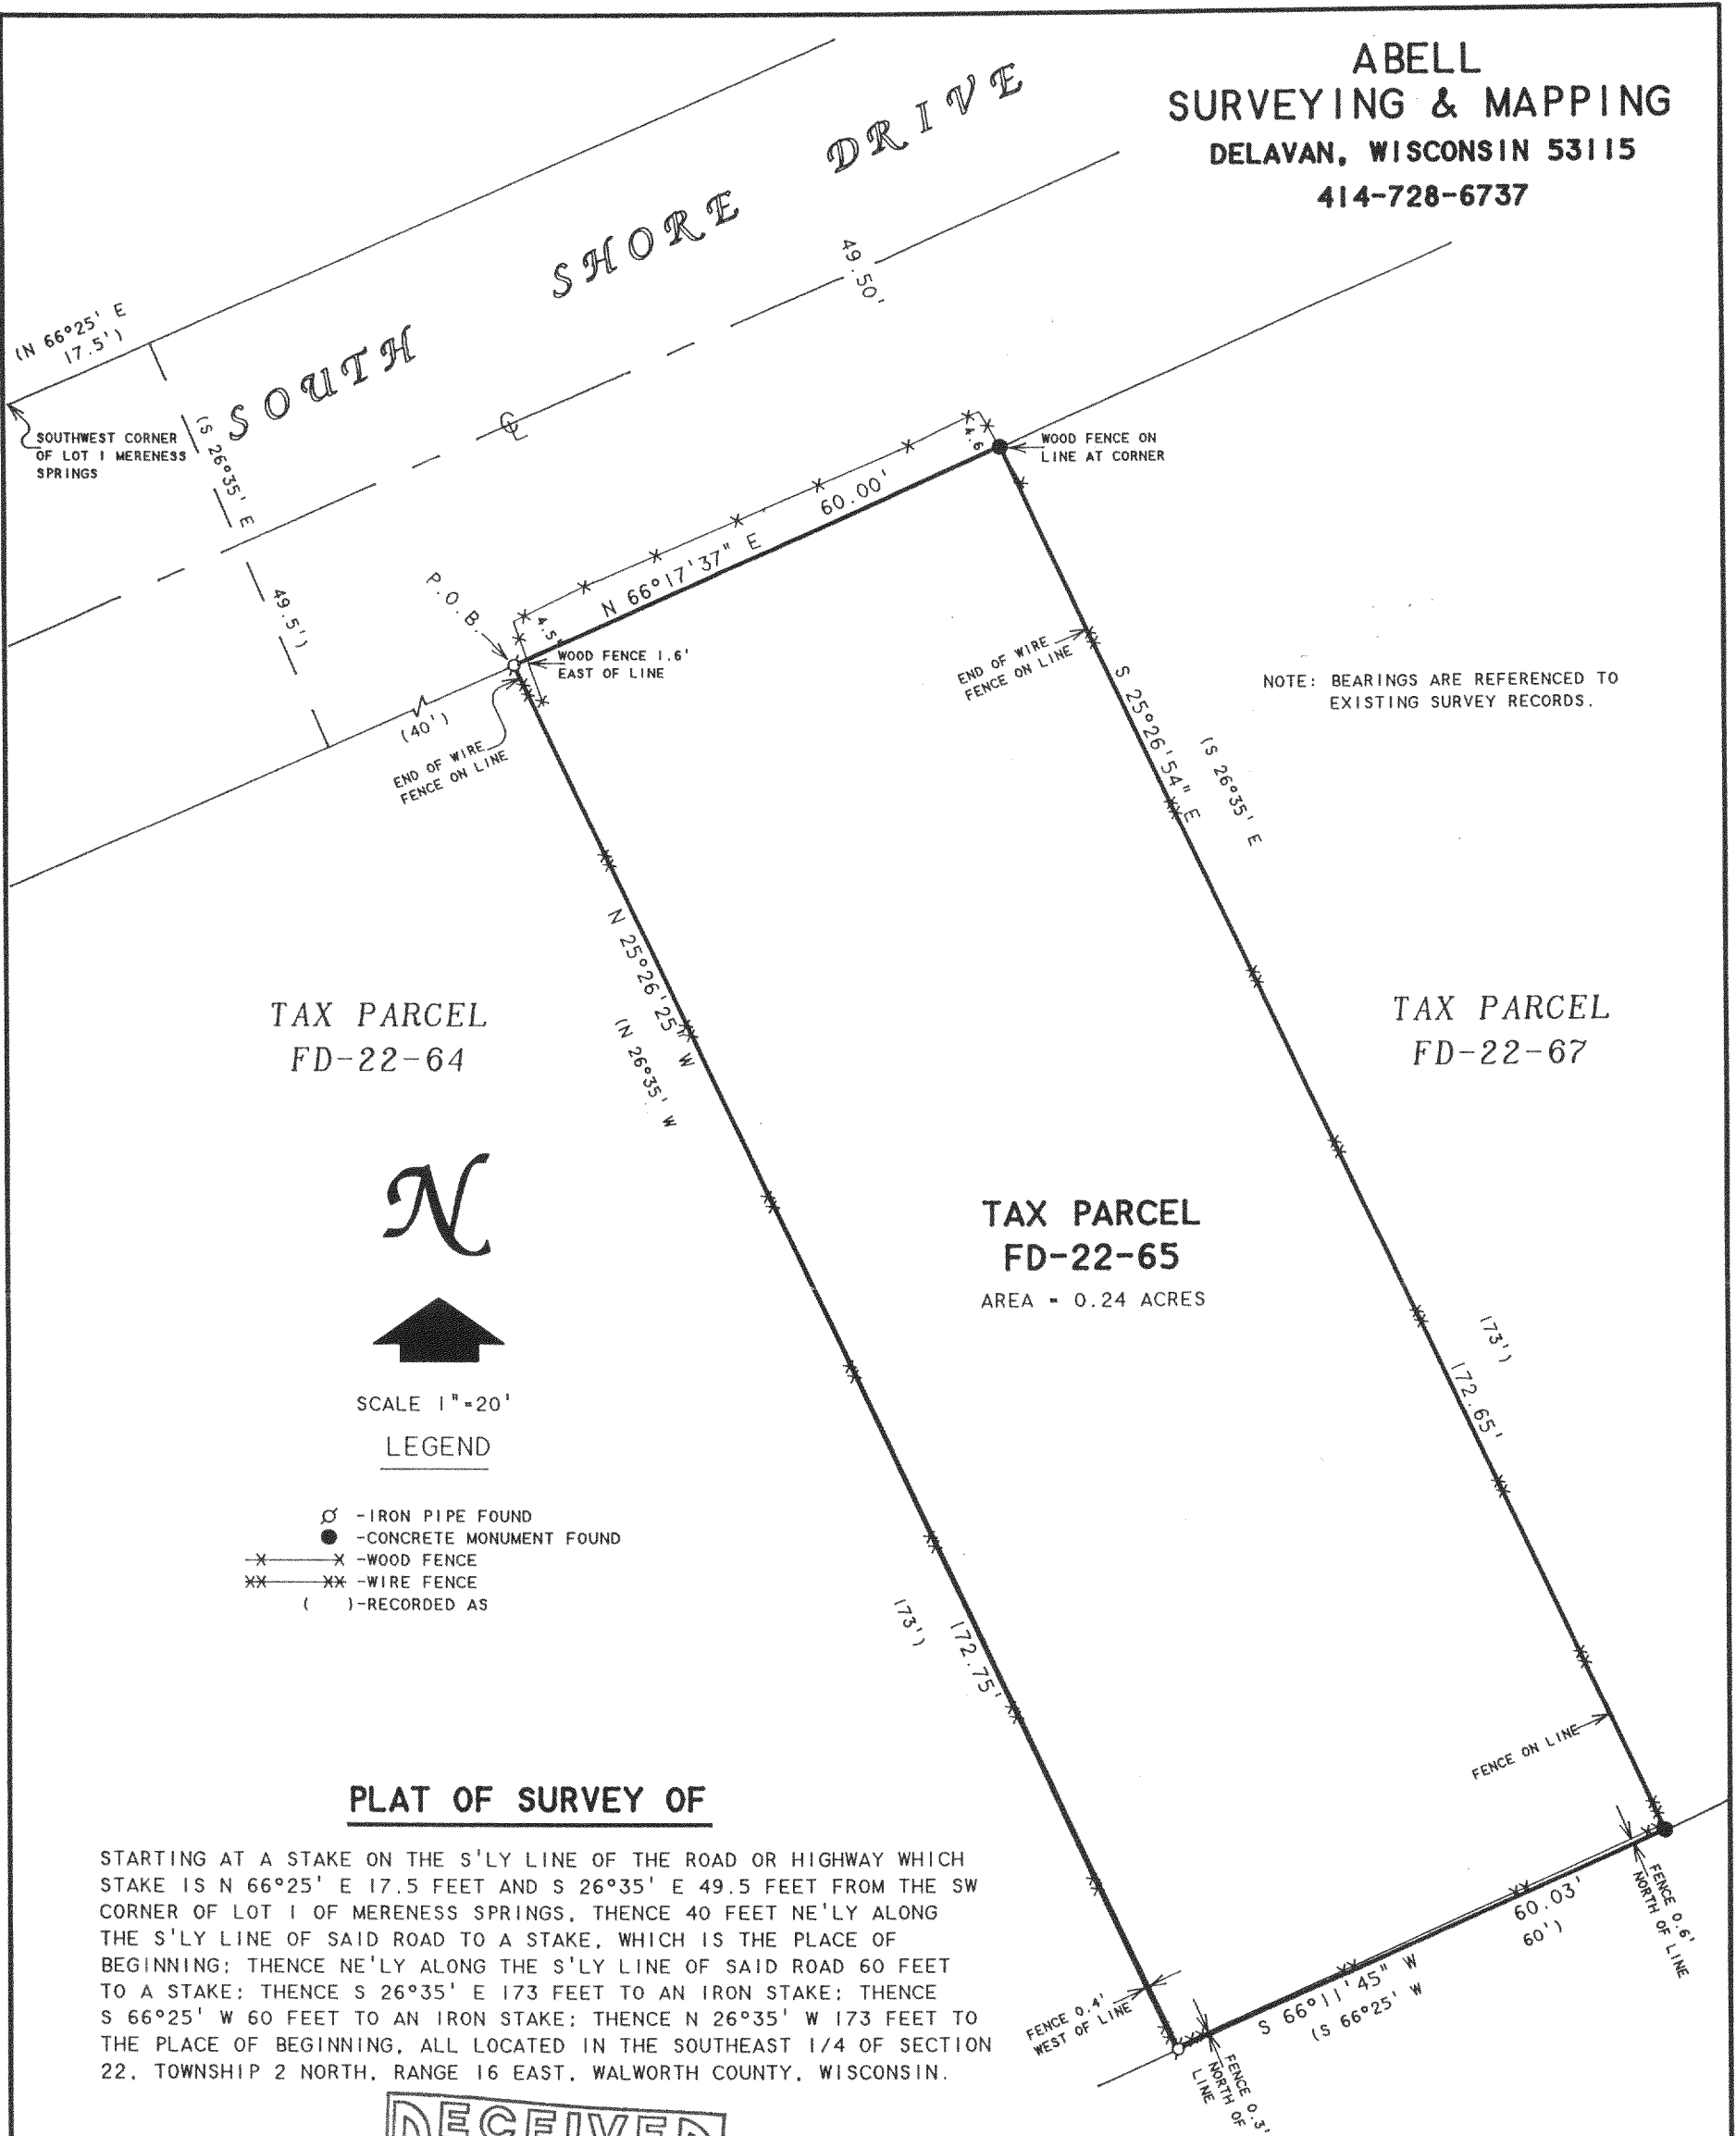 ABELL
SURVEYING & MAPPING
DELAVAN, WISCONSIN 53115
414-728-6737
SOUTH SHORE DRIVE
49.50'
(N 66°25' E
17.5')
SOUTHWEST CORNER
OF LOT 1 MERENESS
SPRINGS
(S 26°35' E
49.5')
℄
4.6
WOOD FENCE ON
LINE AT CORNER
60.00'
N 66°17'37" E
P.O.B.
4.5'
WOOD FENCE 1.6'
EAST OF LINE
(40')
END OF WIRE
FENCE ON LINE
END OF WIRE
FENCE ON LINE
NOTE: BEARINGS ARE REFERENCED TO
EXISTING SURVEY RECORDS.
S 25°26'54" E
(S 26°35' E
N 25°26'25" W
(N 26°35' W
TAX PARCEL
FD-22-64
TAX PARCEL
FD-22-67
N
TAX PARCEL
FD-22-65
AREA = 0.24 ACRES
173')
172.65'
SCALE 1"=20'
LEGEND
-IRON PIPE FOUND
-CONCRETE MONUMENT FOUND
-WOOD FENCE
-WIRE FENCE
( )-RECORDED AS
173')
172.75'
FENCE ON LINE
PLAT OF SURVEY OF
STARTING AT A STAKE ON THE S'LY LINE OF THE ROAD OR HIGHWAY WHICH
STAKE IS N 66°25' E 17.5 FEET AND S 26°35' E 49.5 FEET FROM THE SW
CORNER OF LOT 1 OF MERENESS SPRINGS, THENCE 40 FEET NE'LY ALONG
THE S'LY LINE OF SAID ROAD TO A STAKE, WHICH IS THE PLACE OF
BEGINNING; THENCE NE'LY ALONG THE S'LY LINE OF SAID ROAD 60 FEET
TO A STAKE; THENCE S 26°35' E 173 FEET TO AN IRON STAKE; THENCE
S 66°25' W 60 FEET TO AN IRON STAKE; THENCE N 26°35' W 173 FEET TO
THE PLACE OF BEGINNING, ALL LOCATED IN THE SOUTHEAST 1/4 OF SECTION
22, TOWNSHIP 2 NORTH, RANGE 16 EAST, WALWORTH COUNTY, WISCONSIN.
FENCE 0.6'
NORTH OF LINE
60.03'
60')
S 66°11'45" W
(S 66°25' W
FENCE 0.4'
WEST OF LINE
FENCE 0.3'
NORTH OF
LINE
RECEIVED